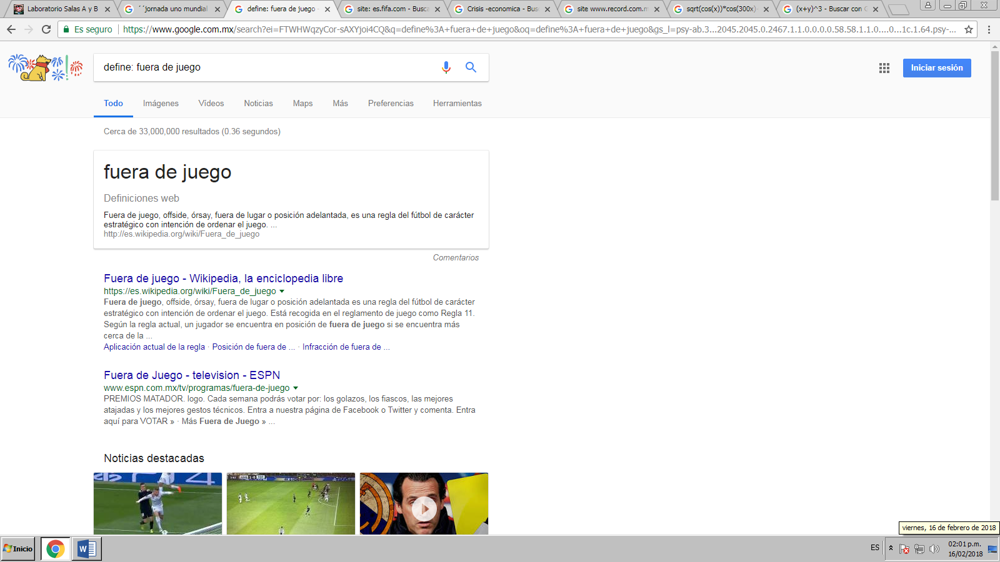 Laboratorio Salas A y B
´´jornada uno mundial
define: fuera de juego -
site: es.fifa.com - Busca
Crisis -economica - Bus
site www.record.com.m
sqrt(cos(x))*cos(300x)
(x+y)^3 - Buscar con G
Es seguro
https://www.google.com.mx/search?ei=FTWHWqzyCor-sAXYjoi4CQ&q=define%3A+fuera+de+juego&oq=define%3A+fuera+de+juego&gs_l=psy-ab.3...2045.2045.0.2467.1.1.0.0.0.0.58.58.1.1.0....0...1c.1.64.psy-...
define: fuera de juego
Iniciar sesión
Todo Imágenes Vídeos Noticias Maps Más Preferencias Herramientas
Cerca de 33,000,000 resultados (0.36 segundos)
fuera de juego
Definiciones web
Fuera de juego, offside, órsay, fuera de lugar o posición adelantada, es una regla del fútbol de carácter
estratégico con intención de ordenar el juego. ...
http://es.wikipedia.org/wiki/Fuera_de_juego
Comentarios
Fuera de juego - Wikipedia, la enciclopedia libre
https://es.wikipedia.org/wiki/Fuera_de_juego
Fuera de juego, offside, órsay, fuera de lugar o posición adelantada es una regla del fútbol de carácter
estratégico con intención de ordenar el juego. Está recogida en el reglamento de juego como Regla 11.
Según la regla actual, un jugador se encuentra en posición de fuera de juego si se encuentra más
cerca de la ...
Aplicación actual de la regla · Posición de fuera de ... · Infracción de fuera de ...
Fuera de Juego - television - ESPN
www.espn.com.mx/tv/programas/fuera-de-juego
PREMIOS MATADOR. logo. Cada semana podrás votar por: los golazos, los fiascos, las mejores
atajadas y los mejores gestos técnicos. Entra a nuestra página de Facebook o Twitter y comenta. Entra
aquí para VOTAR » · Más Fuera de Juego » ...
Noticias destacadas
viernes, 16 de febrero de 2018
Inicio
ES
02:01 p.m.
16/02/2018